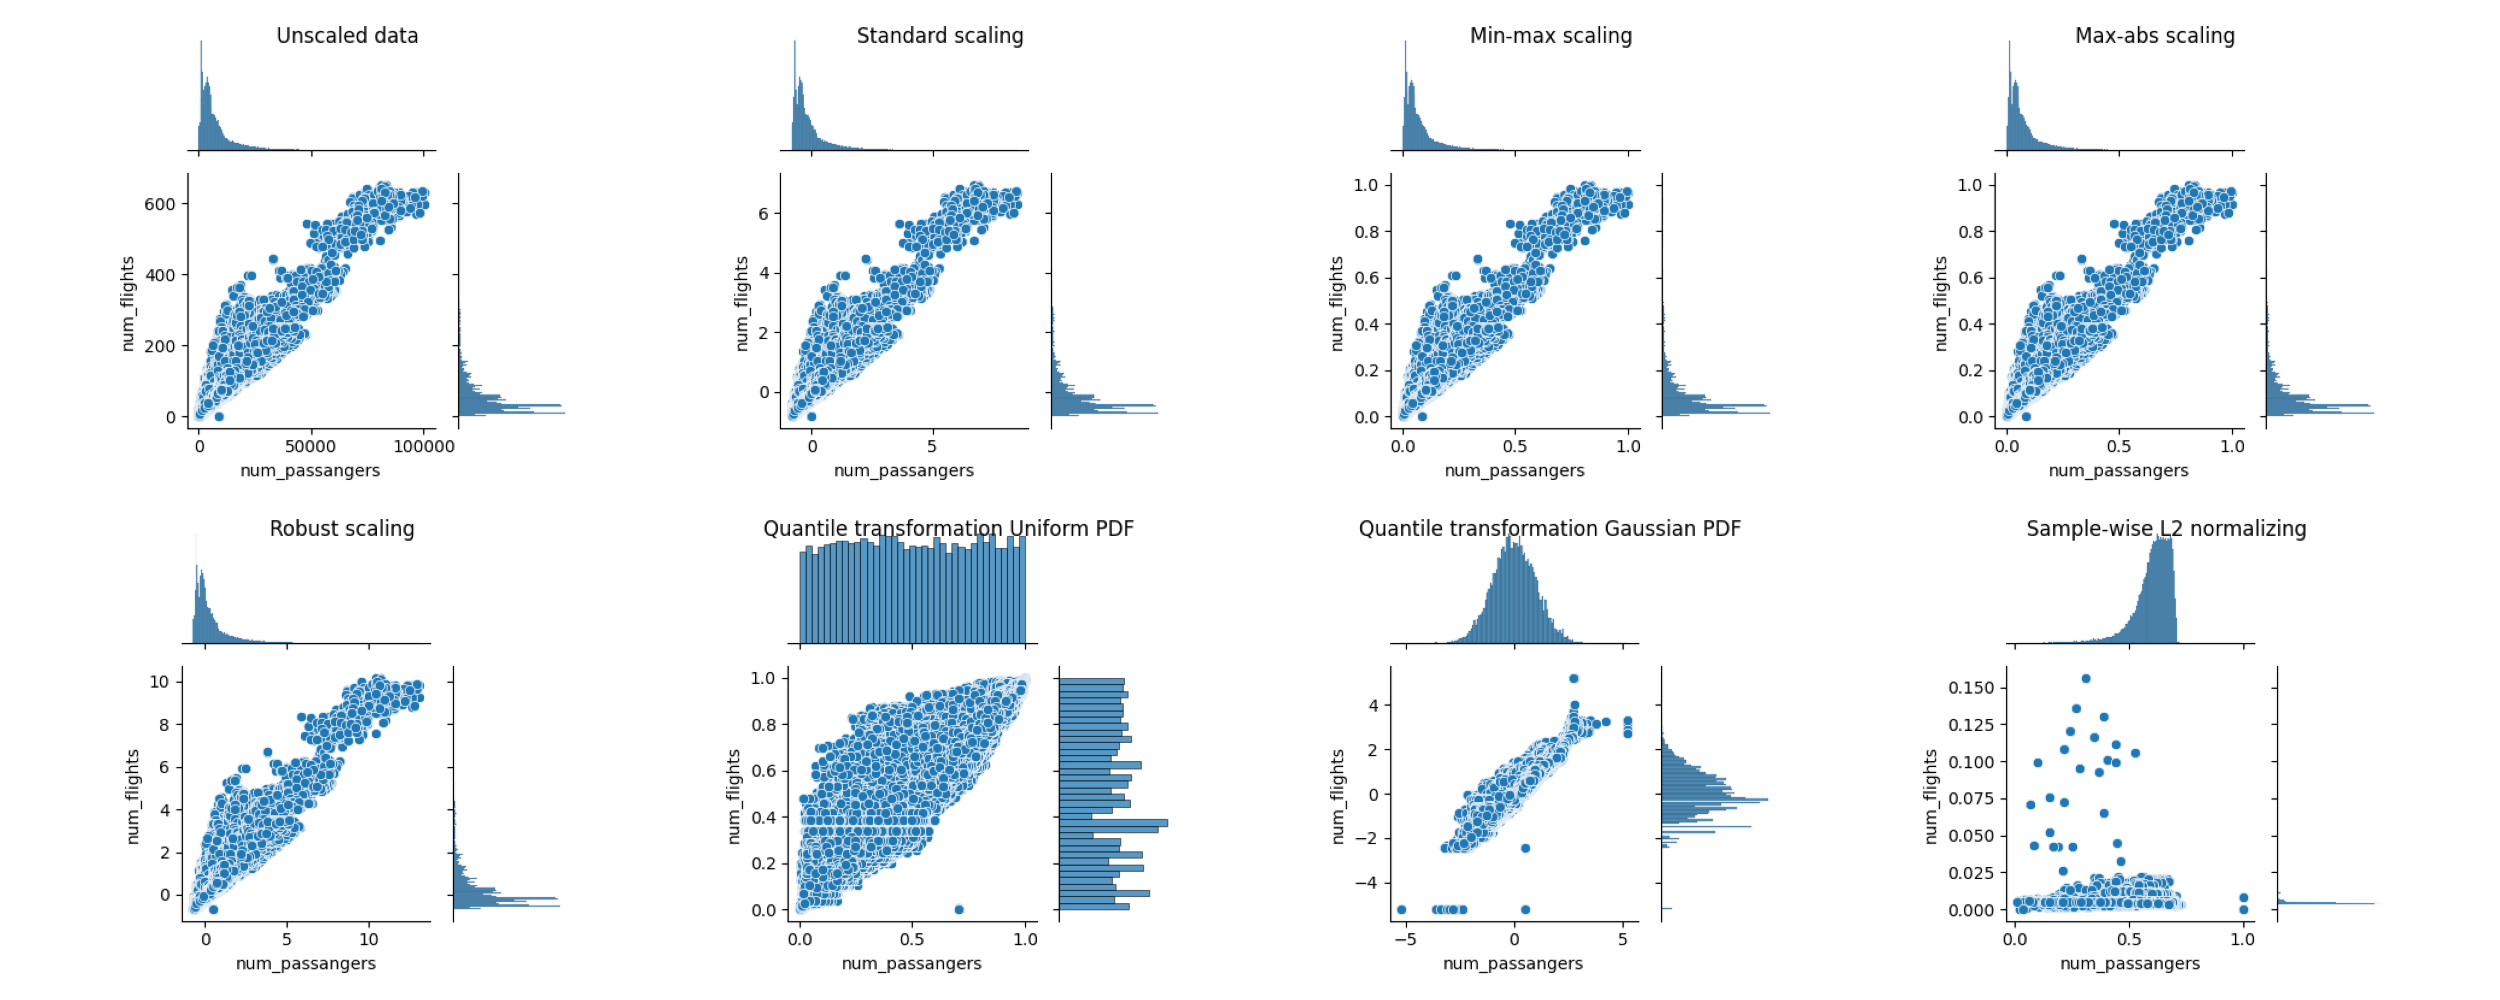 Unscaled data
600
400
200
0
num_flights
0 50000 100000
num_passangers
Standard scaling
6
4
2
0
num_flights
0 5
num_passangers
Min-max scaling
1.0
0.8
0.6
0.4
0.2
0.0
num_flights
0.0 0.5 1.0
num_passangers
Max-abs scaling
1.0
0.8
0.6
0.4
0.2
0.0
num_flights
0.0 0.5 1.0
num_passangers
Robust scaling
10
8
6
4
2
0
num_flights
0 5 10
num_passangers
Quantile transformation Uniform PDF
1.0
0.8
0.6
0.4
0.2
0.0
num_flights
0.0 0.5 1.0
num_passangers
Quantile transformation Gaussian PDF
4
2
0
−2
−4
num_flights
−5 0 5
num_passangers
Sample-wise L2 normalizing
0.150
0.125
0.100
0.075
0.050
0.025
0.000
num_flights
0.0 0.5 1.0
num_passangers